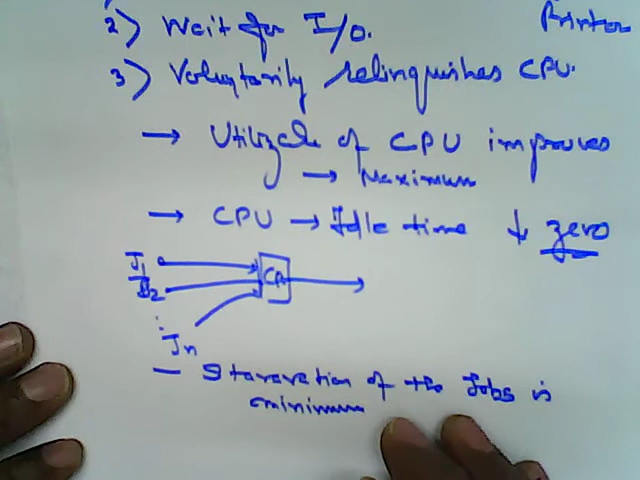 2) Wait for I/O. Printer
3) Voluntarily relinquishes CPU.
→ Utilizate of CPU improves
→ Maximum
→ CPU → Idle time ↓ zero
J1
J2
CPU
:
Jn
— Starvation of the Jobs is
minimum